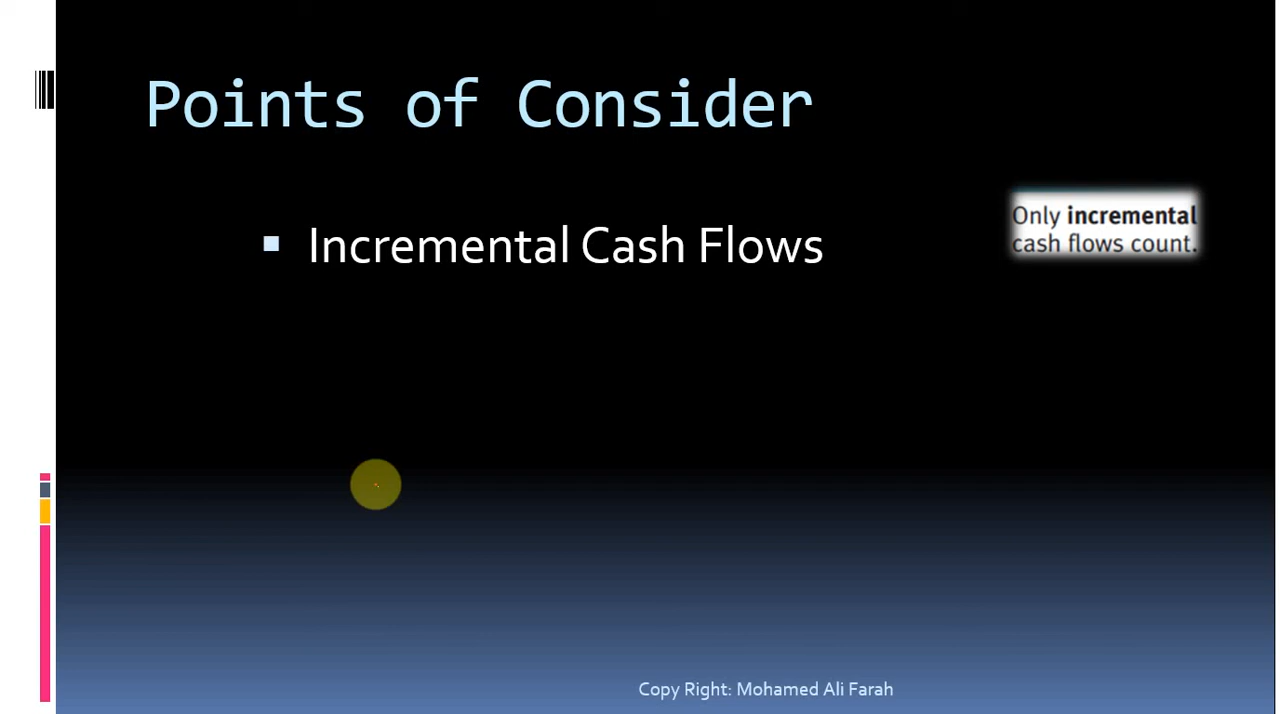 Points of Consider
Incremental Cash Flows
Only incremental
cash flows count.
Copy Right: Mohamed Ali Farah